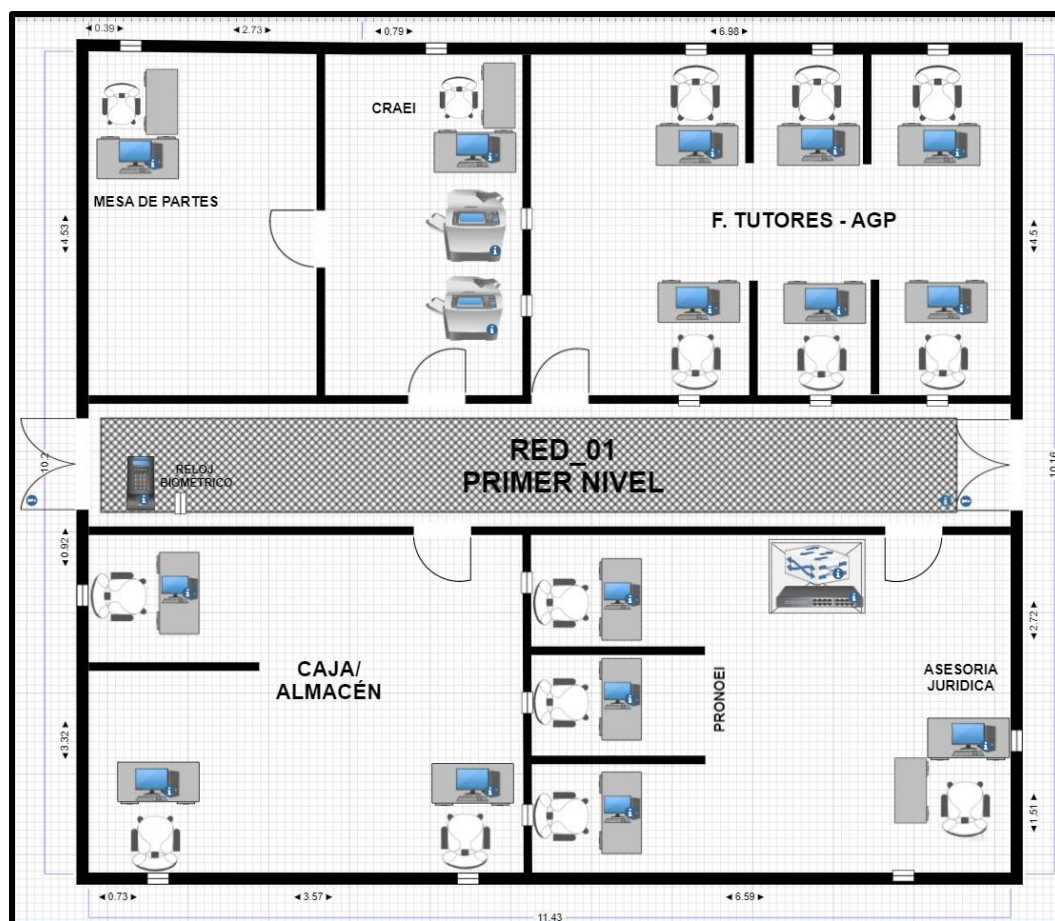 ◄0.39►
◄2.73►
◄0.79►
◄6.98►
CRAEI
MESA DE PARTES
F. TUTORES - AGP
◄4.53►
◄4.5►
RED_01
PRIMER NIVEL
RELOJ
BIOMETRICO
10.2
10.16
◄0.92►
◄2.72►
CAJA/
ALMACÉN
PRONOEI
ASESORIA
JURIDICA
◄3.32►
◄1.51►
◄0.73►
◄3.57►
◄6.59►
11.43